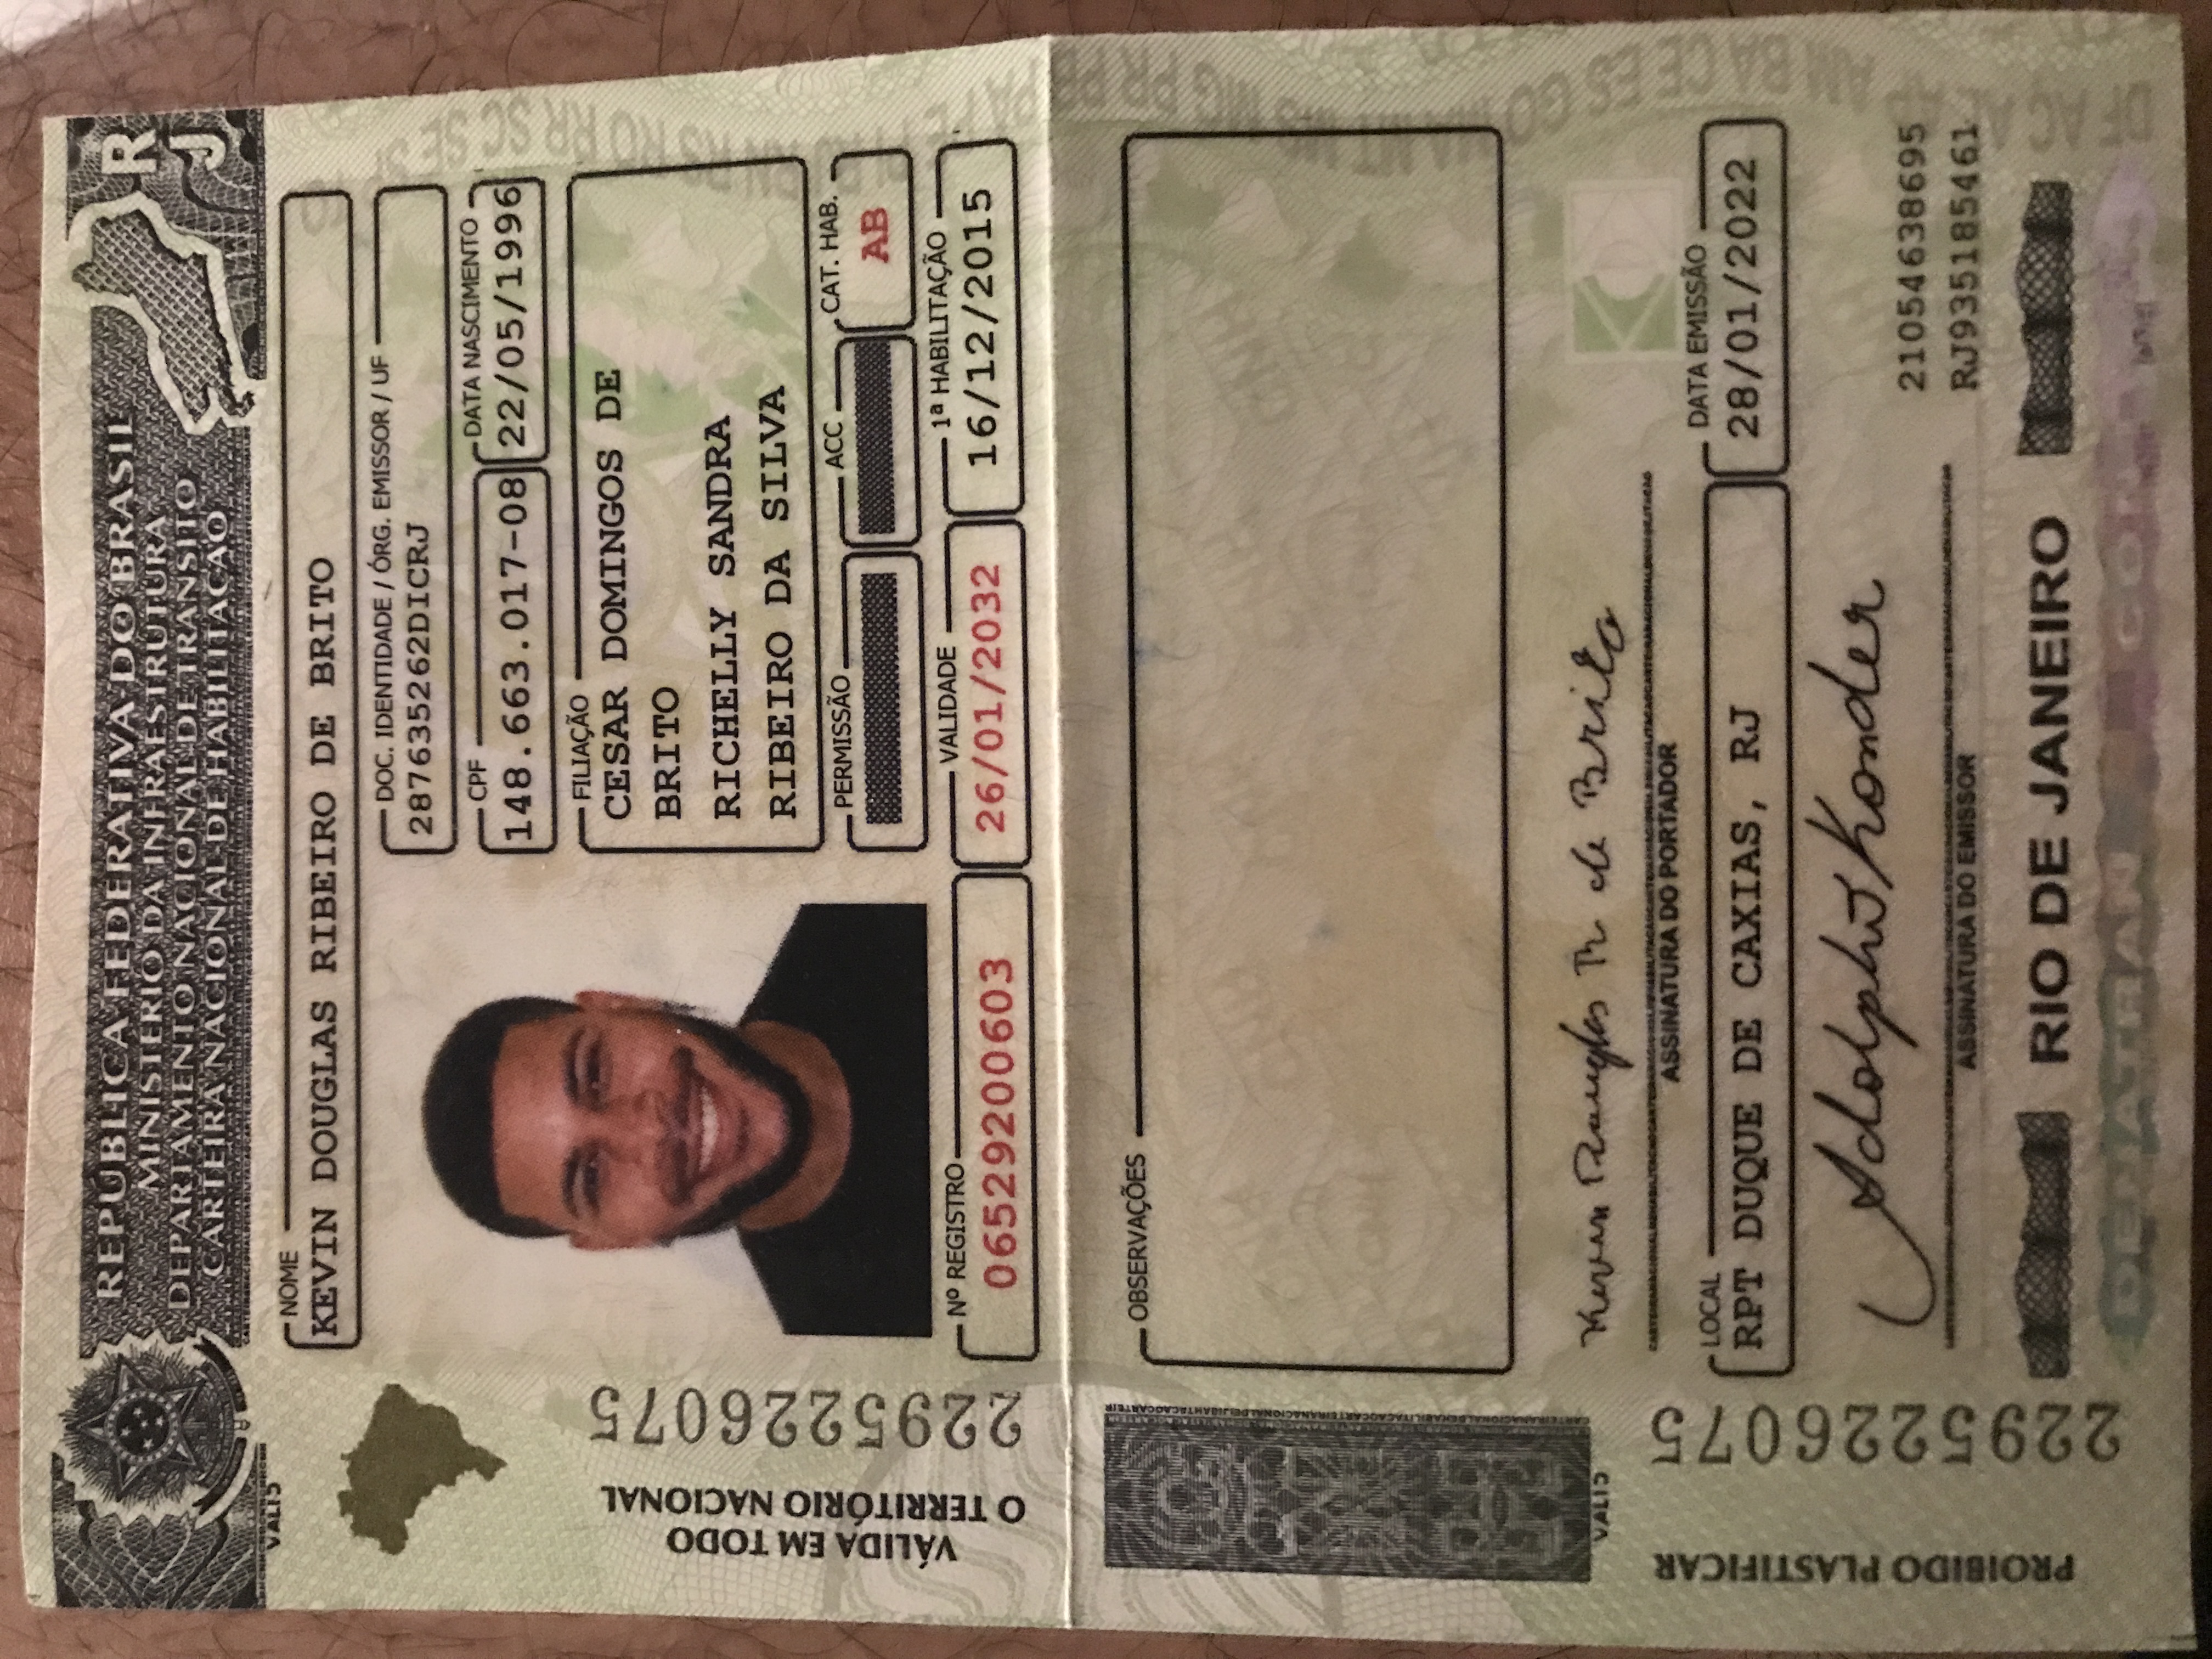 REPÚBLICA FEDERATIVA DO BRASIL
MINISTÉRIO DA INFRAESTRUTURA
DEPARTAMENTO NACIONAL DE TRÂNSITO
CARTEIRA NACIONAL DE HABILITAÇÃO
RJ
NOME
KEVIN DOUGLAS RIBEIRO DE BRITO
DOC. IDENTIDADE / ÓRG. EMISSOR / UF
287635262DICRJ
CPF
148.663.017-08
DATA NASCIMENTO
22/05/1996
FILIAÇÃO
CESAR DOMINGOS DE
BRITO
RICHELLY SANDRA
RIBEIRO DA SILVA
PERMISSÃO
ACC
CAT. HAB.
AB
Nº REGISTRO
06529200603
VALIDADE
26/01/2032
1ª HABILITAÇÃO
16/12/2015
VÁLIDA EM TODO
O TERRITÓRIO NACIONAL
2295226075
OBSERVAÇÕES
Kevin Douglas R de Brito
ASSINATURA DO PORTADOR
LOCAL
RPT DUQUE DE CAXIAS, RJ
DATA EMISSÃO
28/01/2022
Adolpho Konder
ASSINATURA DO EMISSOR
21054638695
RJ935185461
PROIBIDO PLASTIFICAR
2295226075
RIO DE JANEIRO
DENATRAN